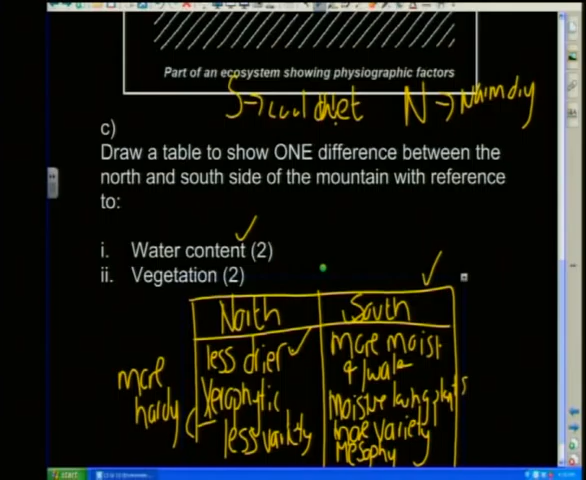 Part of an ecosystem showing physiographic factors
S → cool wet
N → Warm dry
c)
Draw a table to show ONE difference between the
north and south side of the mountain with reference
to:
i. Water content (2)
ii. Vegetation (2)
North
South
less drier
more moist
& water
more
hardy
Xerophytic
less variety
moisture loving plants
more variety
mesophy
start